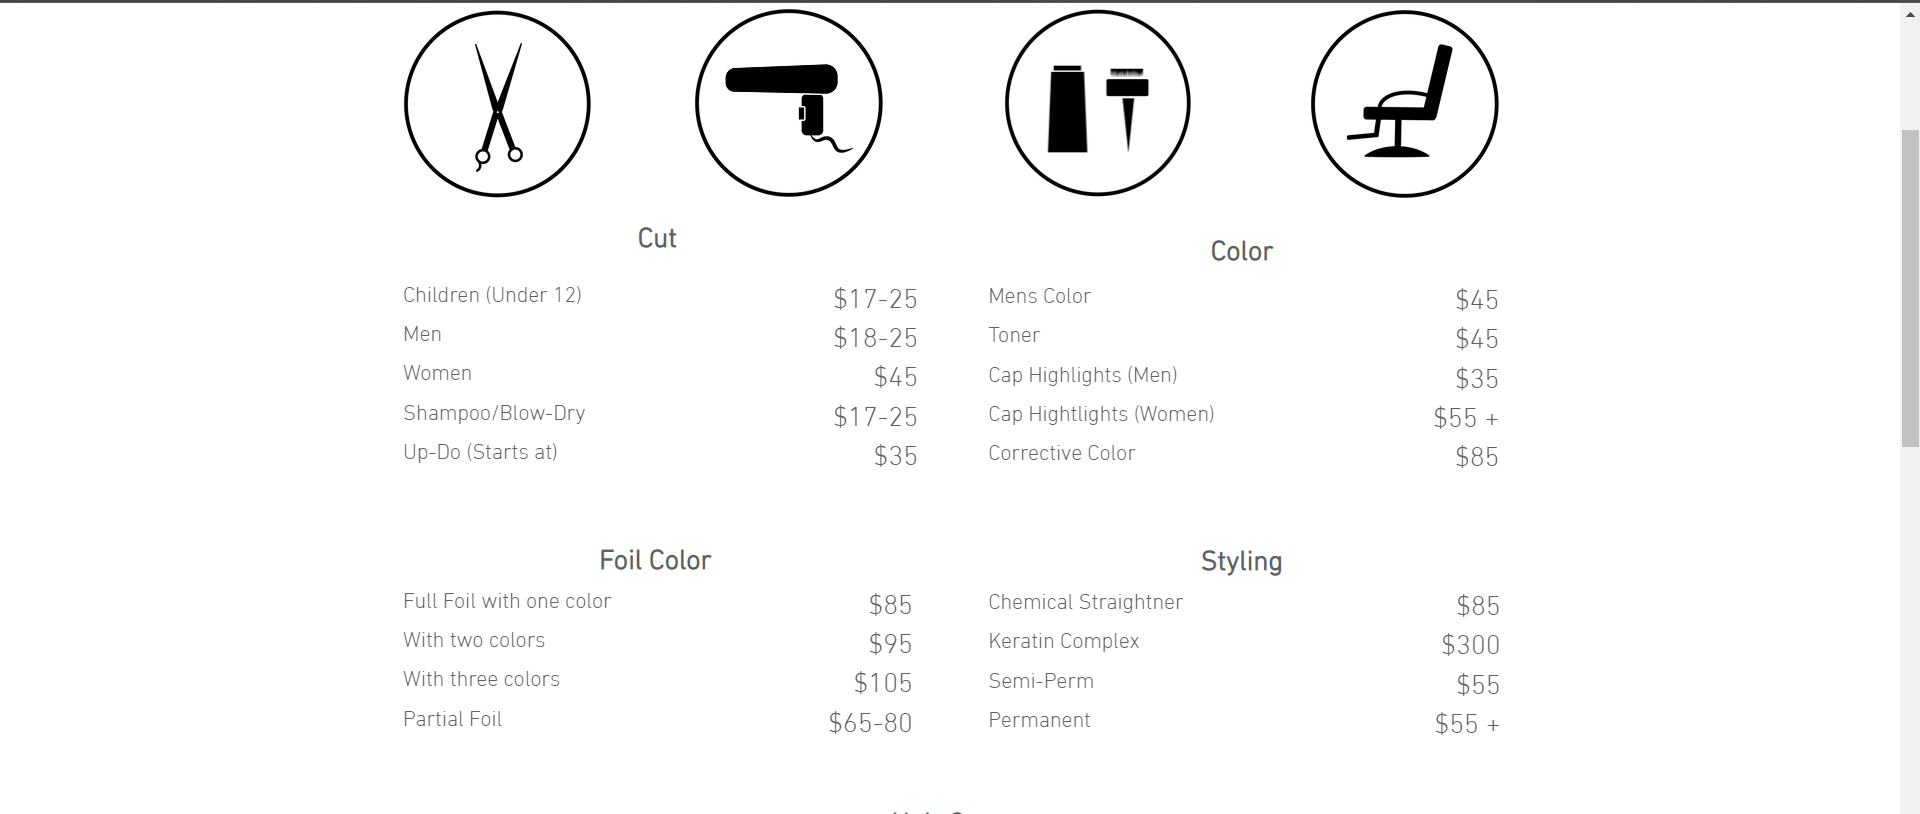 Cut
Children (Under 12) $17-25
Men $18-25
Women $45
Shampoo/Blow-Dry $17-25
Up-Do (Starts at) $35
Color
Mens Color $45
Toner $45
Cap Highlights (Men) $35
Cap Hightlights (Women) $55 +
Corrective Color $85
Foil Color
Full Foil with one color $85
With two colors $95
With three colors $105
Partial Foil $65-80
Styling
Chemical Straightner $85
Keratin Complex $300
Semi-Perm $55
Permanent $55 +